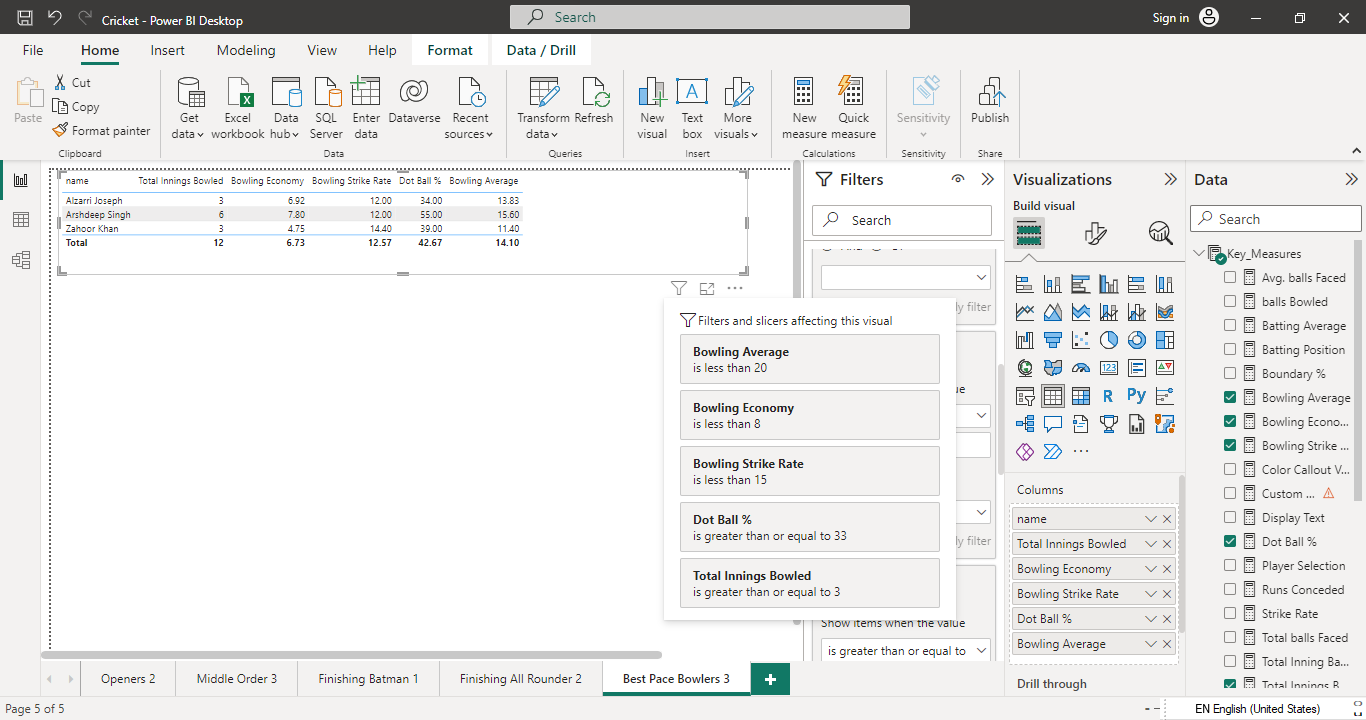 Cricket - Power BI Desktop
Search
Sign in
File Home Insert Modeling View Help Format Data / Drill
Paste
Cut
Copy
Format painter
Clipboard
Get data
Excel workbook
Data hub
SQL Server
Enter data
Dataverse
Recent sources
Data
Transform data
Refresh
Queries
New visual
Text box
More visuals
Insert
New measure
Quick measure
Calculations
Sensitivity
Sensitivity
Publish
Share
name Total Innings Bowled Bowling Economy Bowling Strike Rate Dot Ball % Bowling Average
Alzarri Joseph 3 6.92 12.00 34.00 13.83
Arshdeep Singh 6 7.80 12.00 55.00 15.60
Zahoor Khan 3 4.75 14.40 39.00 11.40
Total 12 6.73 12.57 42.67 14.10
Filters and slicers affecting this visual
Bowling Average
is less than 20
Bowling Economy
is less than 8
Bowling Strike Rate
is less than 15
Dot Ball %
is greater than or equal to 33
Total Innings Bowled
is greater than or equal to 3
Filters
Search
ly filter
ue
ly filter
Show items when the value
is greater than or equal to
Visualizations
Build visual
123
R
Py
Columns
name
Total Innings Bowled
Bowling Economy
Bowling Strike Rate
Dot Ball %
Bowling Average
Drill through
Data
Search
Key_Measures
Avg. balls Faced
balls Bowled
Batting Average
Batting Position
Boundary %
Bowling Average
Bowling Econo...
Bowling Strike ...
Color Callout V...
Custom ...
Display Text
Dot Ball %
Player Selection
Runs Conceded
Strike Rate
Total balls Faced
Total Inning Ba...
Total Innings B...
Openers 2 Middle Order 3 Finishing Batman 1 Finishing All Rounder 2 Best Pace Bowlers 3
Page 5 of 5
EN English (United States)